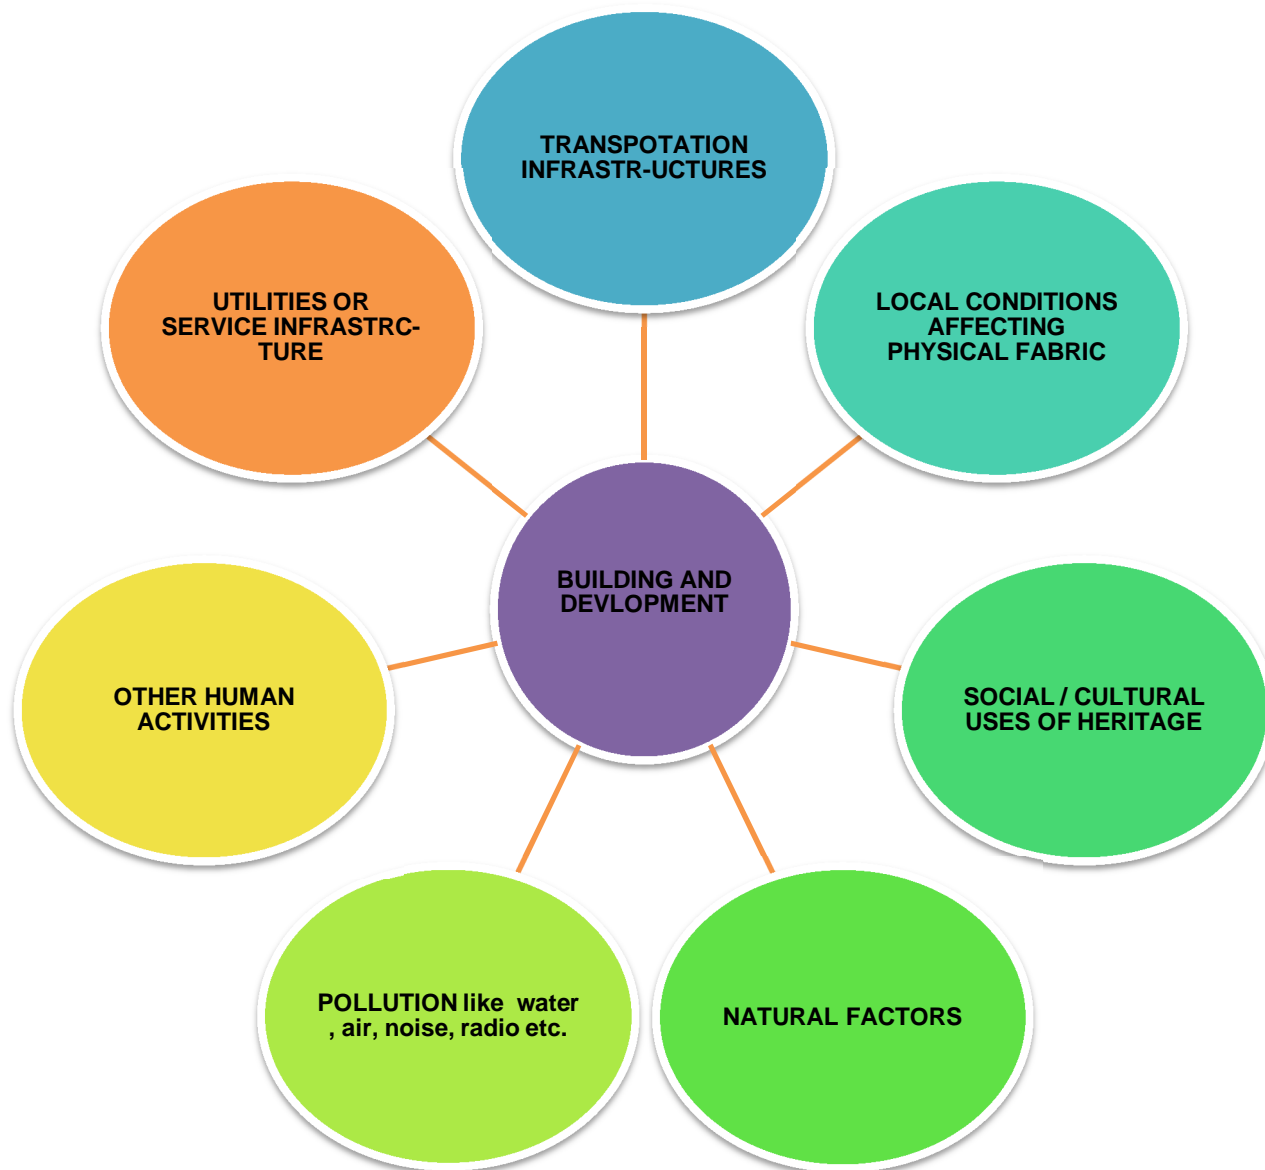 TRANSPOTATION
INFRASTR-UCTURES
UTILITIES OR
SERVICE INFRASTRC-
TURE
LOCAL CONDITIONS
AFFECTING
PHYSICAL FABRIC
BUILDING AND
DEVLOPMENT
OTHER HUMAN
ACTIVITIES
SOCIAL / CULTURAL
USES OF HERITAGE
POLLUTION like  water
, air, noise, radio etc.
NATURAL FACTORS